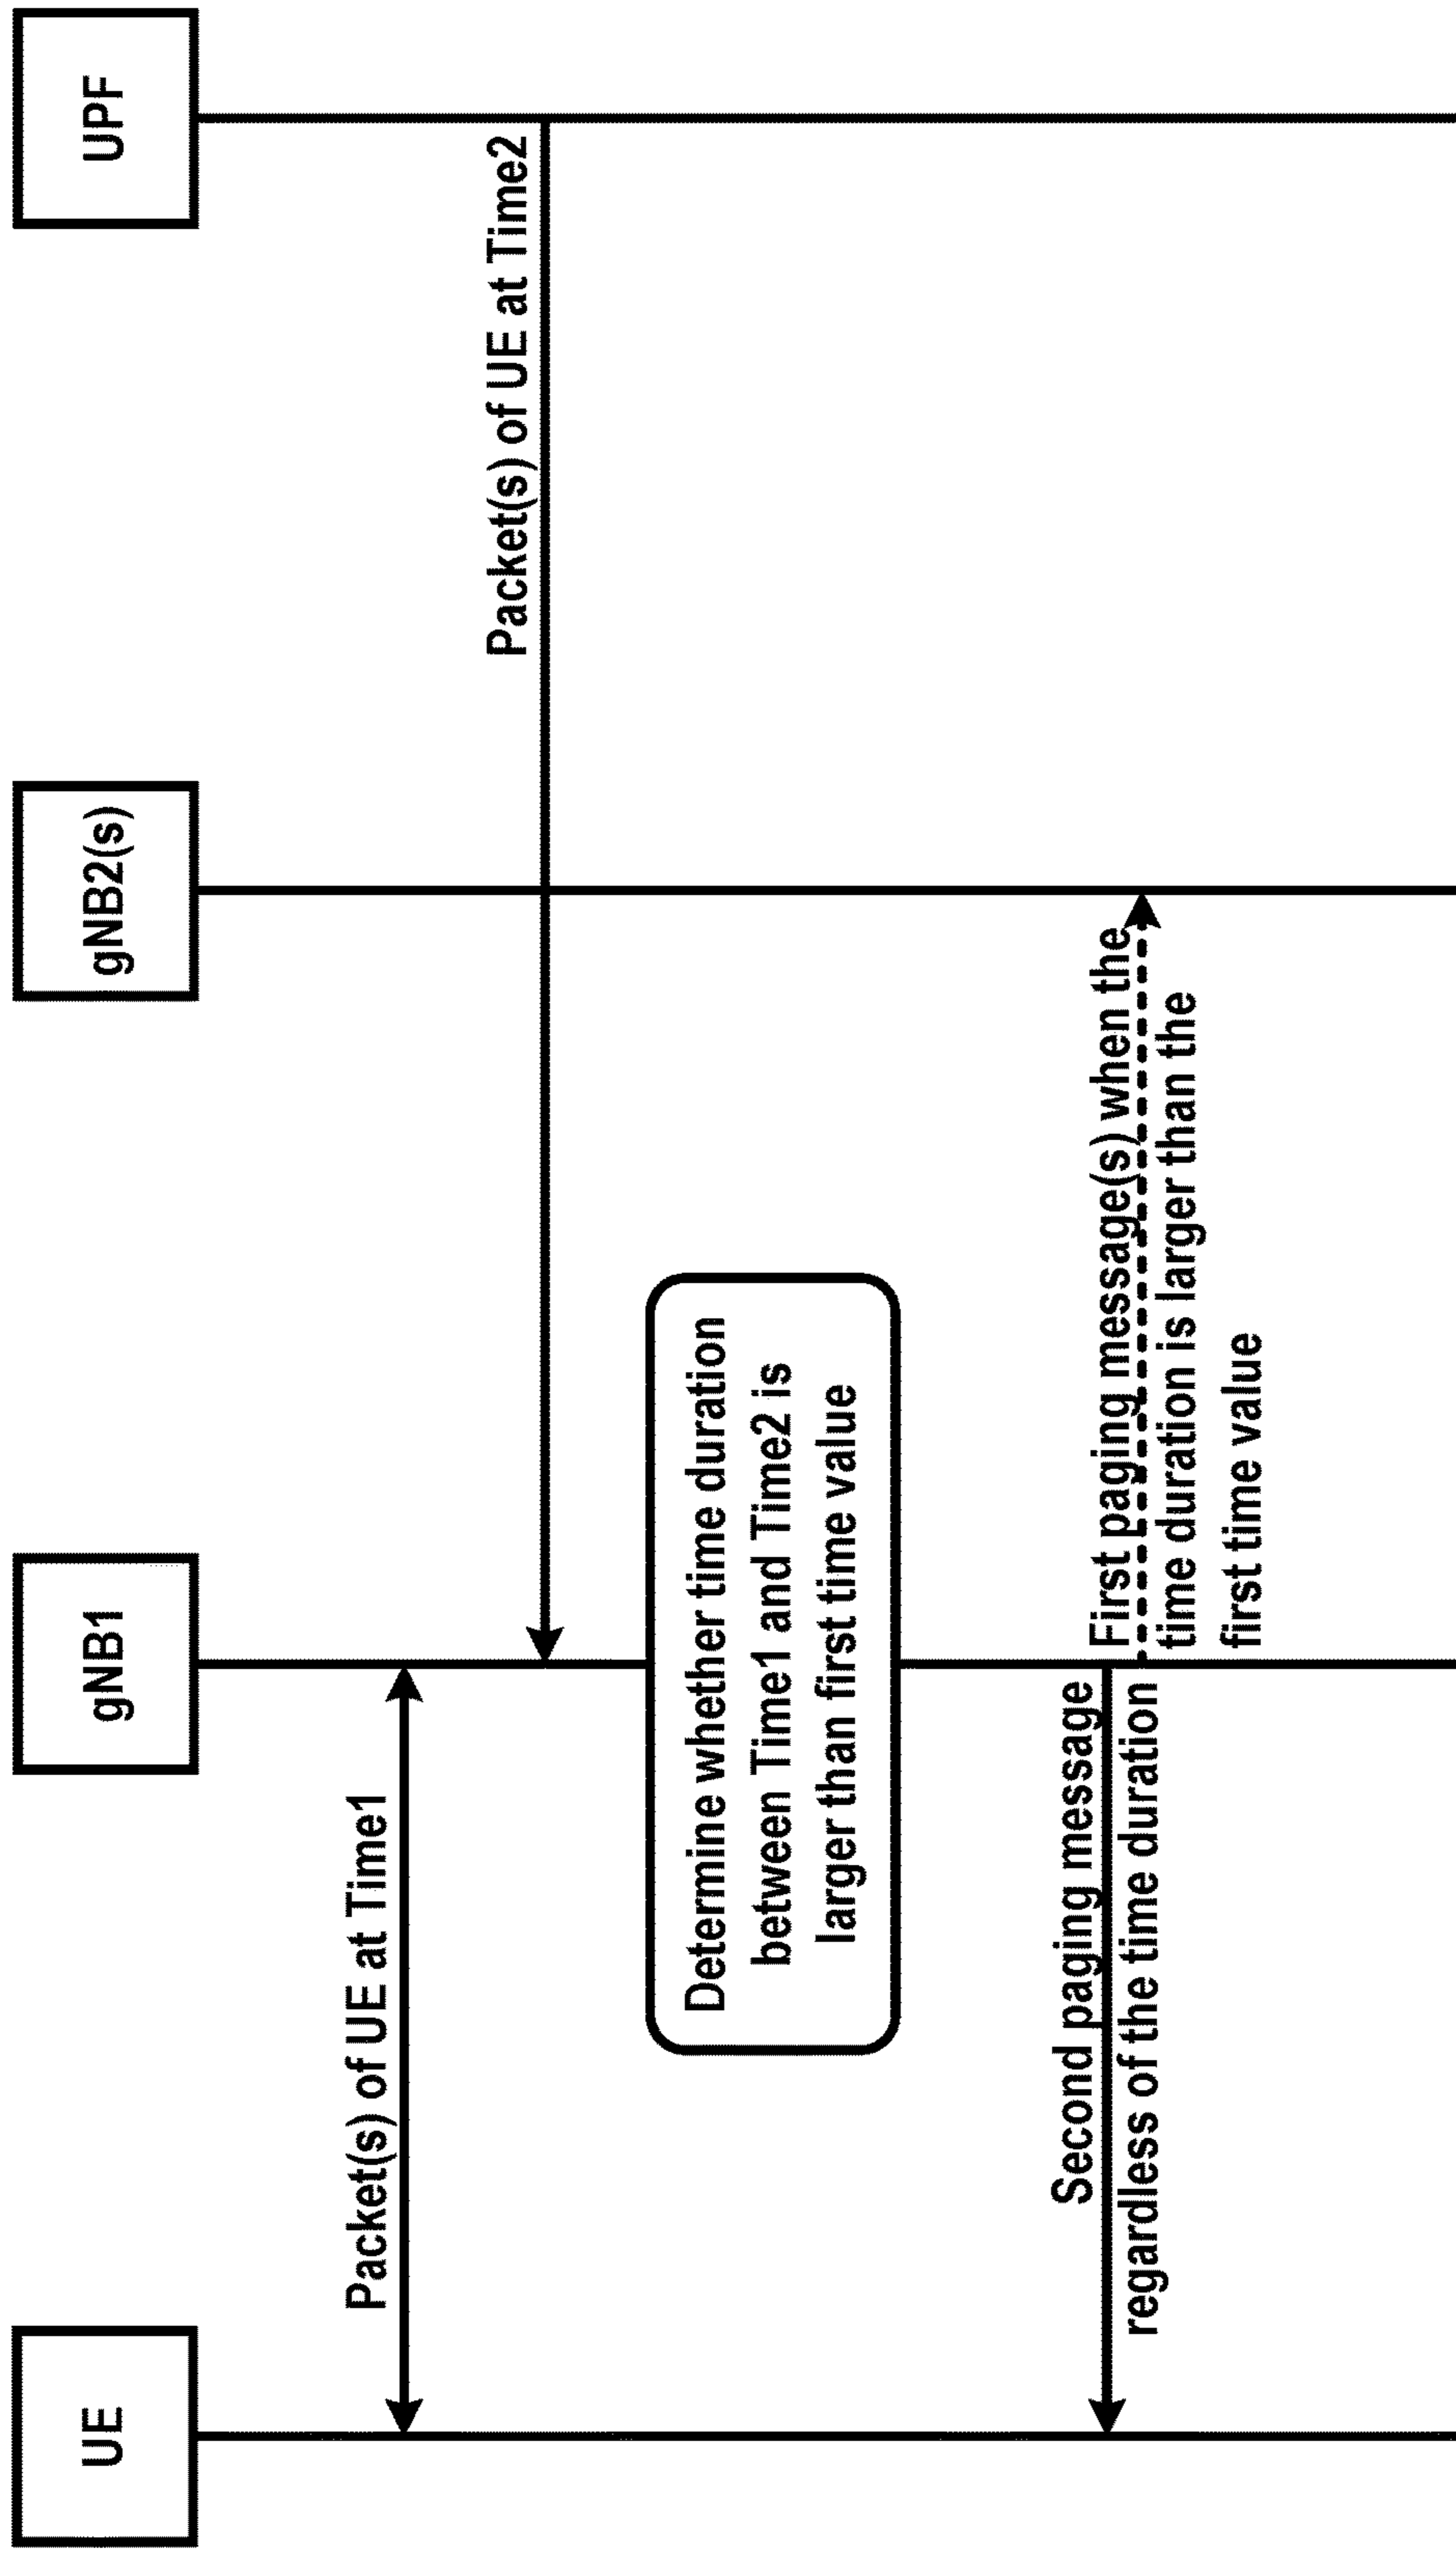 UE
gNB1
gNB2(s)
UPF
Packet(s) of UE at Time1
Packet(s) of UE at Time2
Determine whether time duration
between Time1 and Time2 is
larger than first time value
Second paging message
regardless of the time duration
First paging message(s) when the
time duration is larger than the
first time value